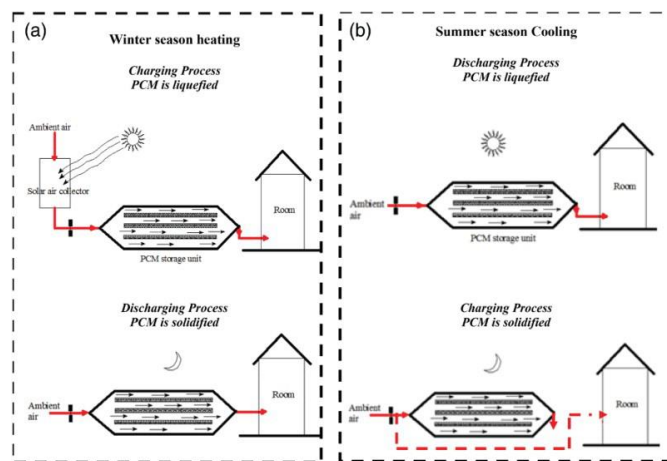 (a)
Winter season heating
Charging Process
PCM is liquefied
Ambient air
Solar air collector
Room
PCM storage unit
Discharging Process
PCM is solidified
Ambient
air
Room
(b)
Summer season Cooling
Discharging Process
PCM is liquefied
Ambient
air
Room
PCM storage unit
Charging Process
PCM is solidified
Ambient
air
Room